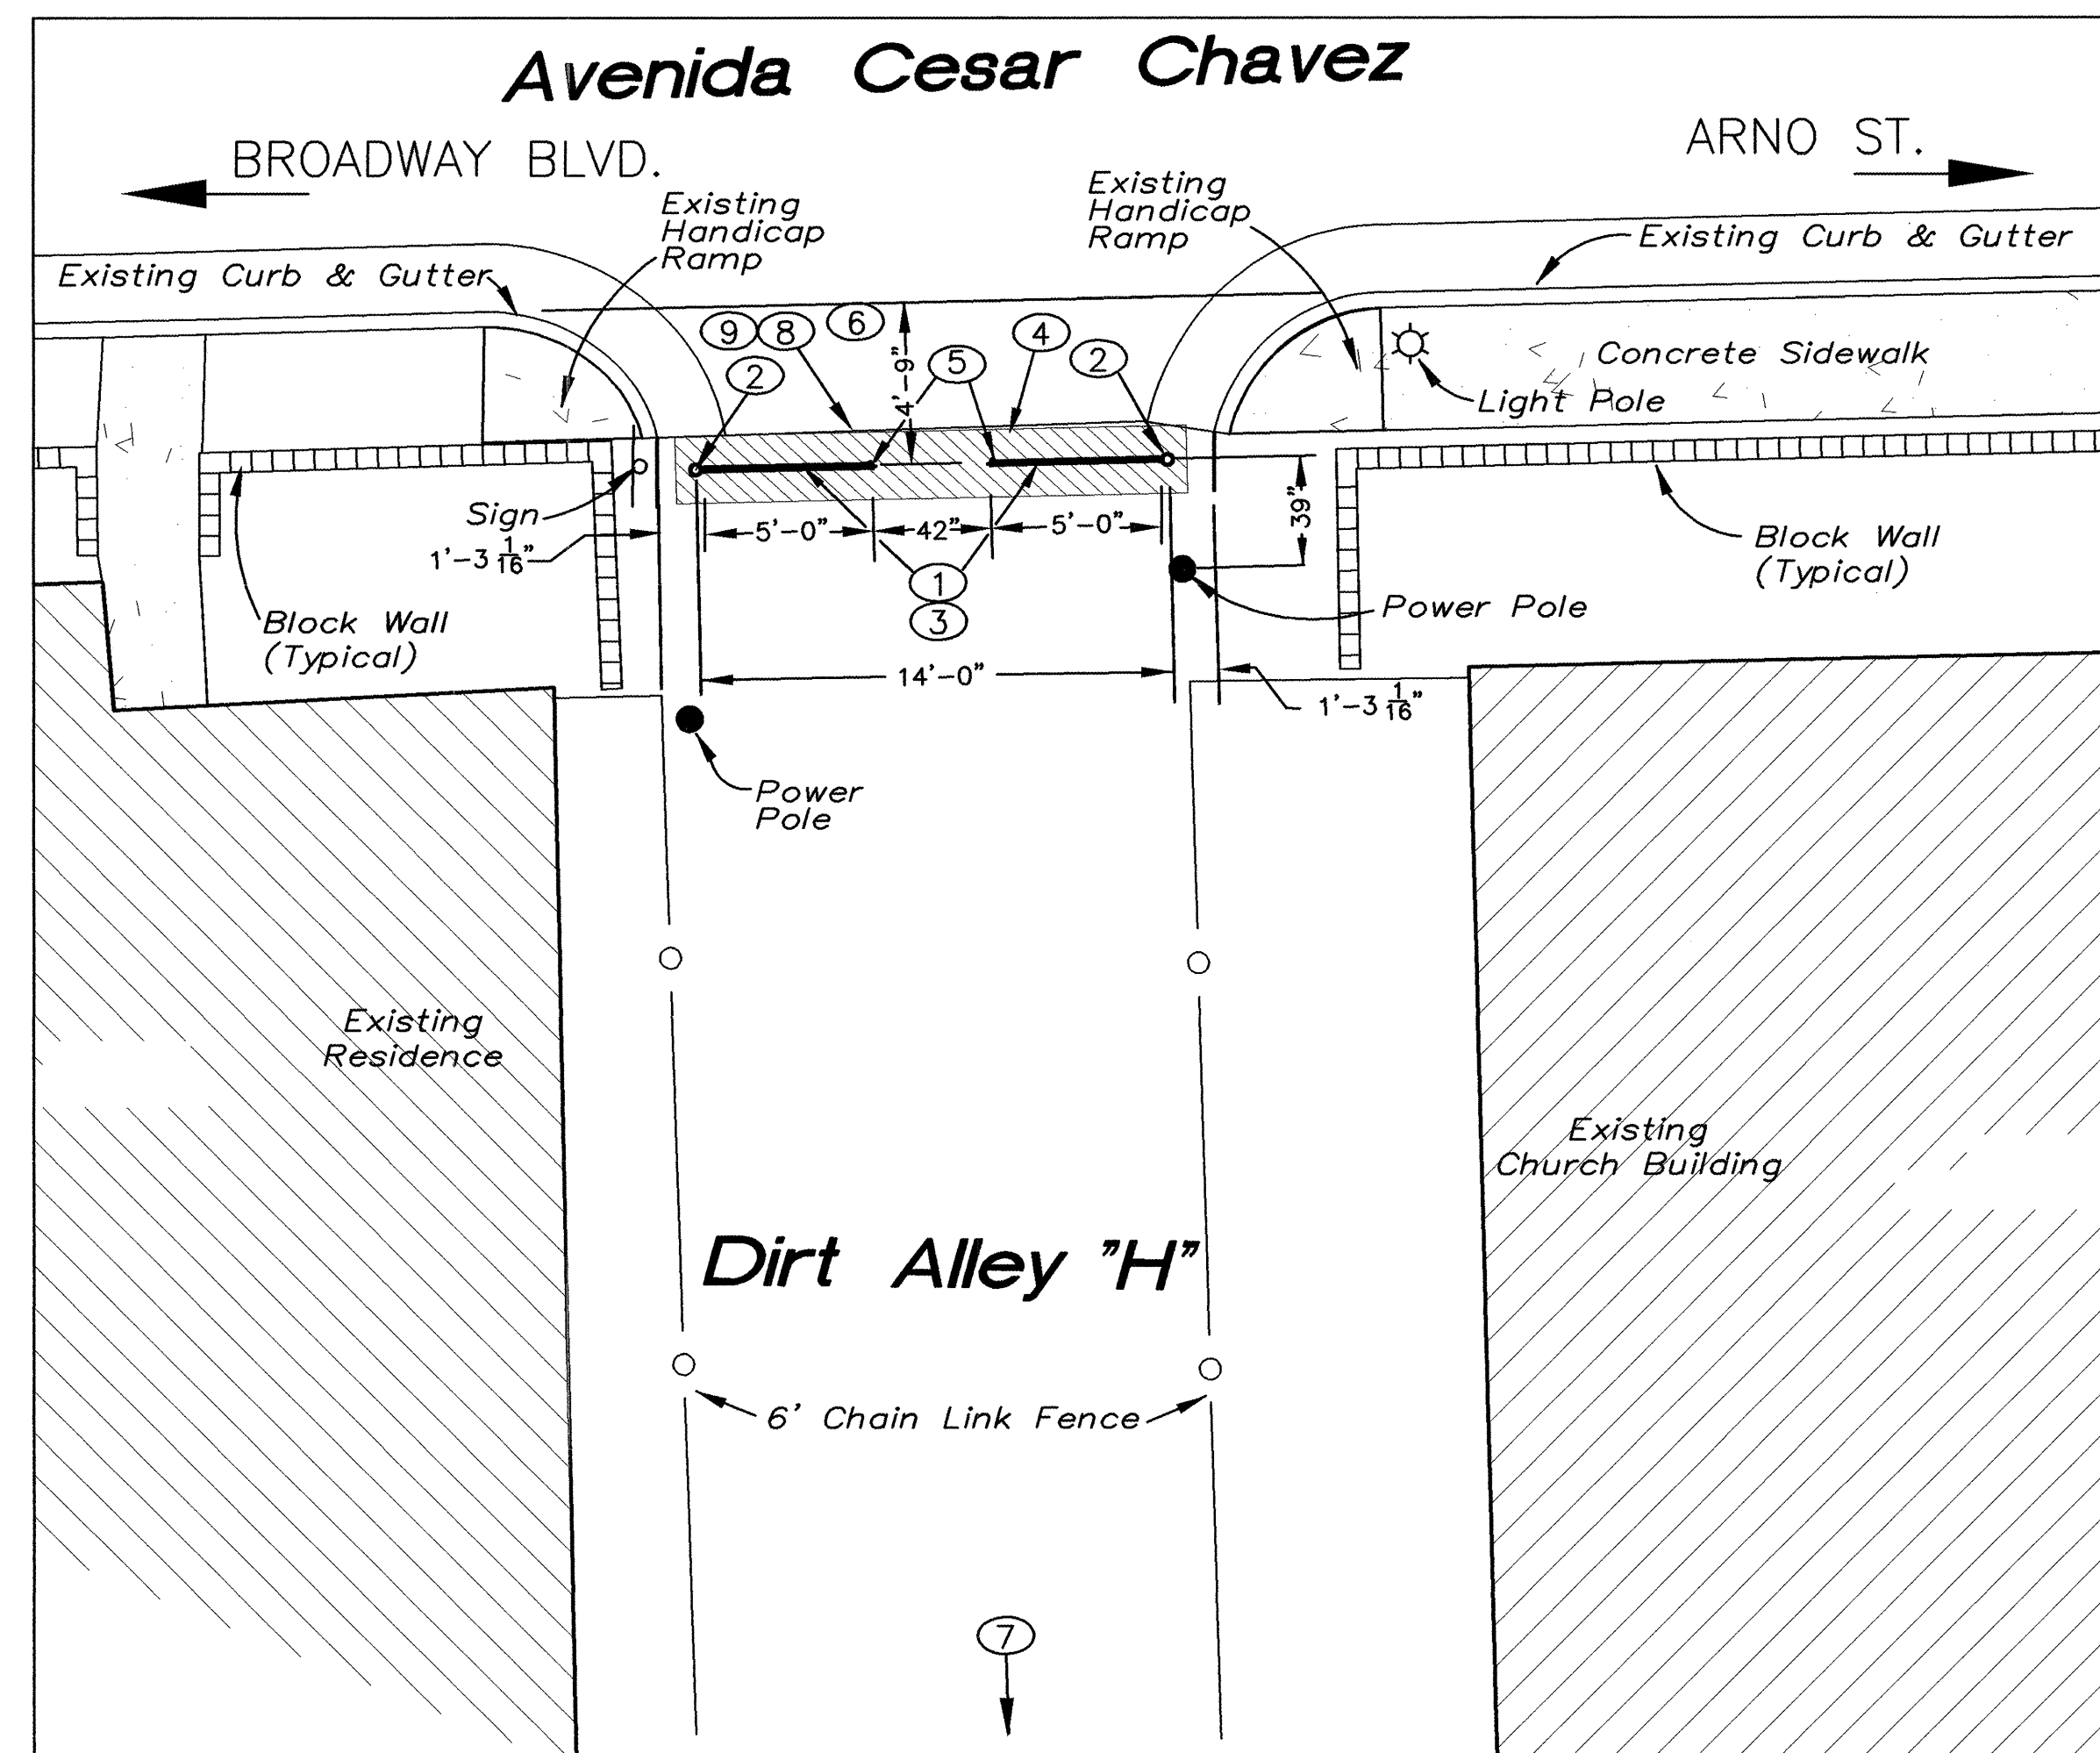 Avenida Cesar Chavez
BROADWAY BLVD.
ARNO ST.
Existing
Handicap
Ramp
Existing
Handicap
Ramp
Existing Curb & Gutter
Existing Curb & Gutter
9
8
6
4
2
5
2
4'-9"
Concrete Sidewalk
Light Pole
Sign
1'-3 1/16"
5'-0"
42"
5'-0"
39"
1
3
Block Wall
(Typical)
Block Wall
(Typical)
Power Pole
14'-0"
1'-3 1/16"
Power
Pole
Existing
Residence
Existing
Church Building
Dirt Alley "H"
6' Chain Link Fence
7